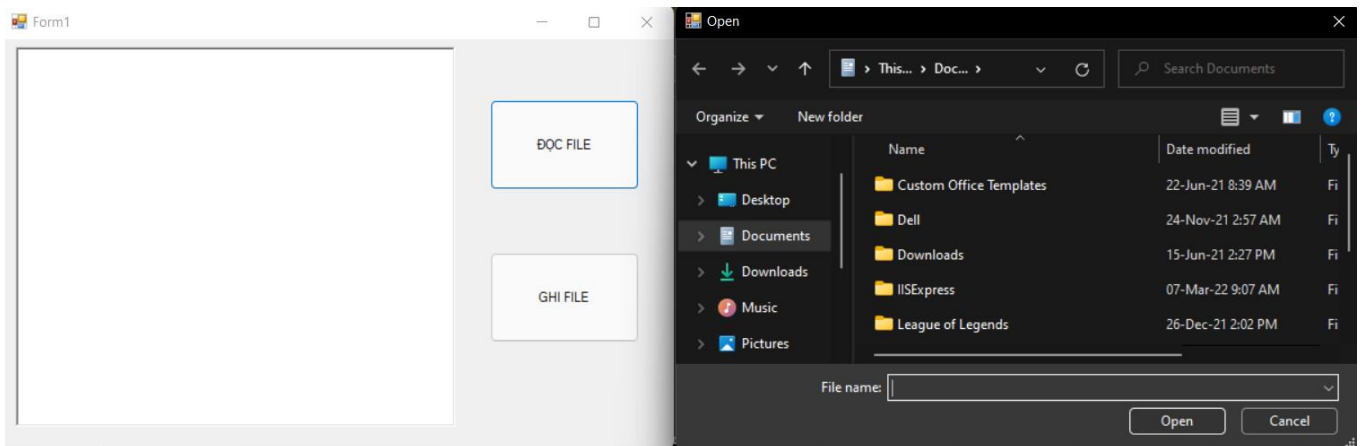 Form1
ĐỌC FILE
GHI FILE
Open
This... › Doc... ›
Search Documents
Organize
New folder
Name
Date modified
Ty
This PC
Desktop
Documents
Downloads
Music
Pictures
Custom Office Templates 22-Jun-21 8:39 AM Fi
Dell 24-Nov-21 2:57 AM Fi
Downloads 15-Jun-21 2:27 PM Fi
IISExpress 07-Mar-22 9:07 AM Fi
League of Legends 26-Dec-21 2:02 PM Fi
File name:
Open
Cancel